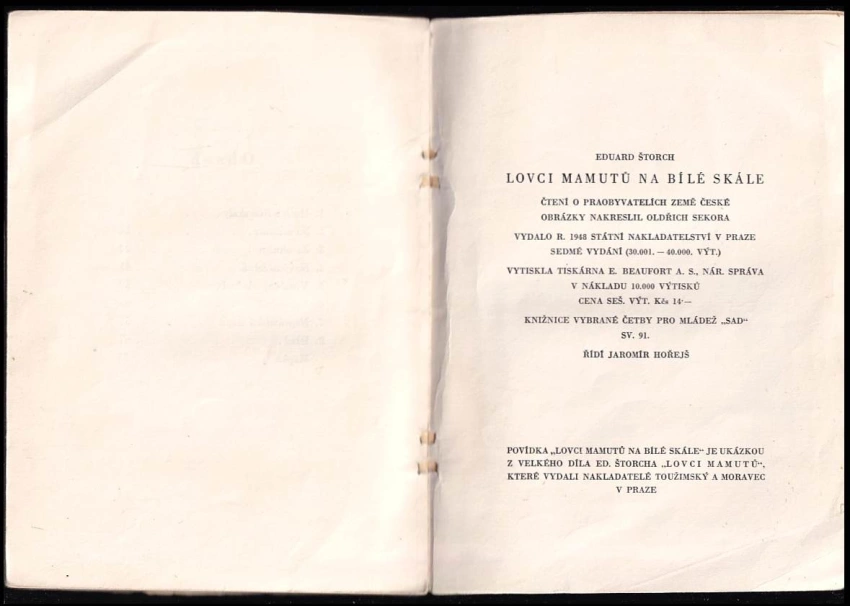 EDUARD ŠTORCH
LOVCI MAMUTŮ NA BÍLÉ SKÁLE
ČTENÍ O PRAOBYVATELÍCH ZEMĚ ČESKÉ
OBRÁZKY NAKRESLIL OLDŘICH SEKORA
VYDALO R. 1948 STÁTNÍ NAKLADATELSTVÍ V PRAZE
SEDMÉ VYDÁNÍ (30.001. — 40.000. VÝT.)
VYTISKLA TISKÁRNA E. BEAUFORT A. S., NÁR. SPRÁVA
V NÁKLADU 10.000 VÝTISKŮ
CENA SEŠ. VÝT. Kčs 14·—
KNIŽNICE VYBRANÉ ČETBY PRO MLÁDEŽ „SAD“
SV. 91.
ŘÍDÍ JAROMÍR HOŘEJŠ
POVÍDKA „LOVCI MAMUTŮ NA BÍLÉ SKÁLE“ JE UKÁZKOU
Z VELKÉHO DÍLA ED. ŠTORCHA „LOVCI MAMUTŮ“,
KTERÉ VYDALI NAKLADATELÉ TOUŽIMSKÝ A MORAVEC
V PRAZE